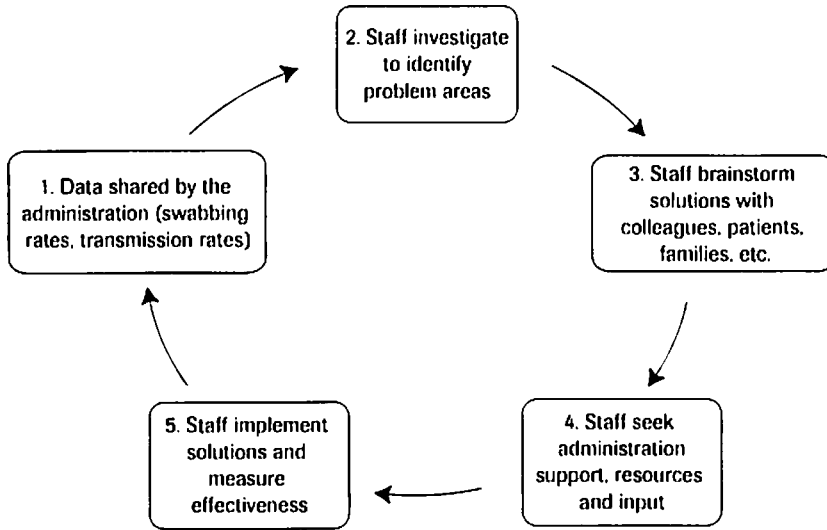 1. Data shared by the
administration (swabbing
rates, transmission rates)
2. Staff investigate
to identify
problem areas
3. Staff brainstorm
solutions with
colleagues, patients,
families, etc.
4. Staff seek
administration
support, resources
and input
5. Staff implement
solutions and
measure
effectiveness